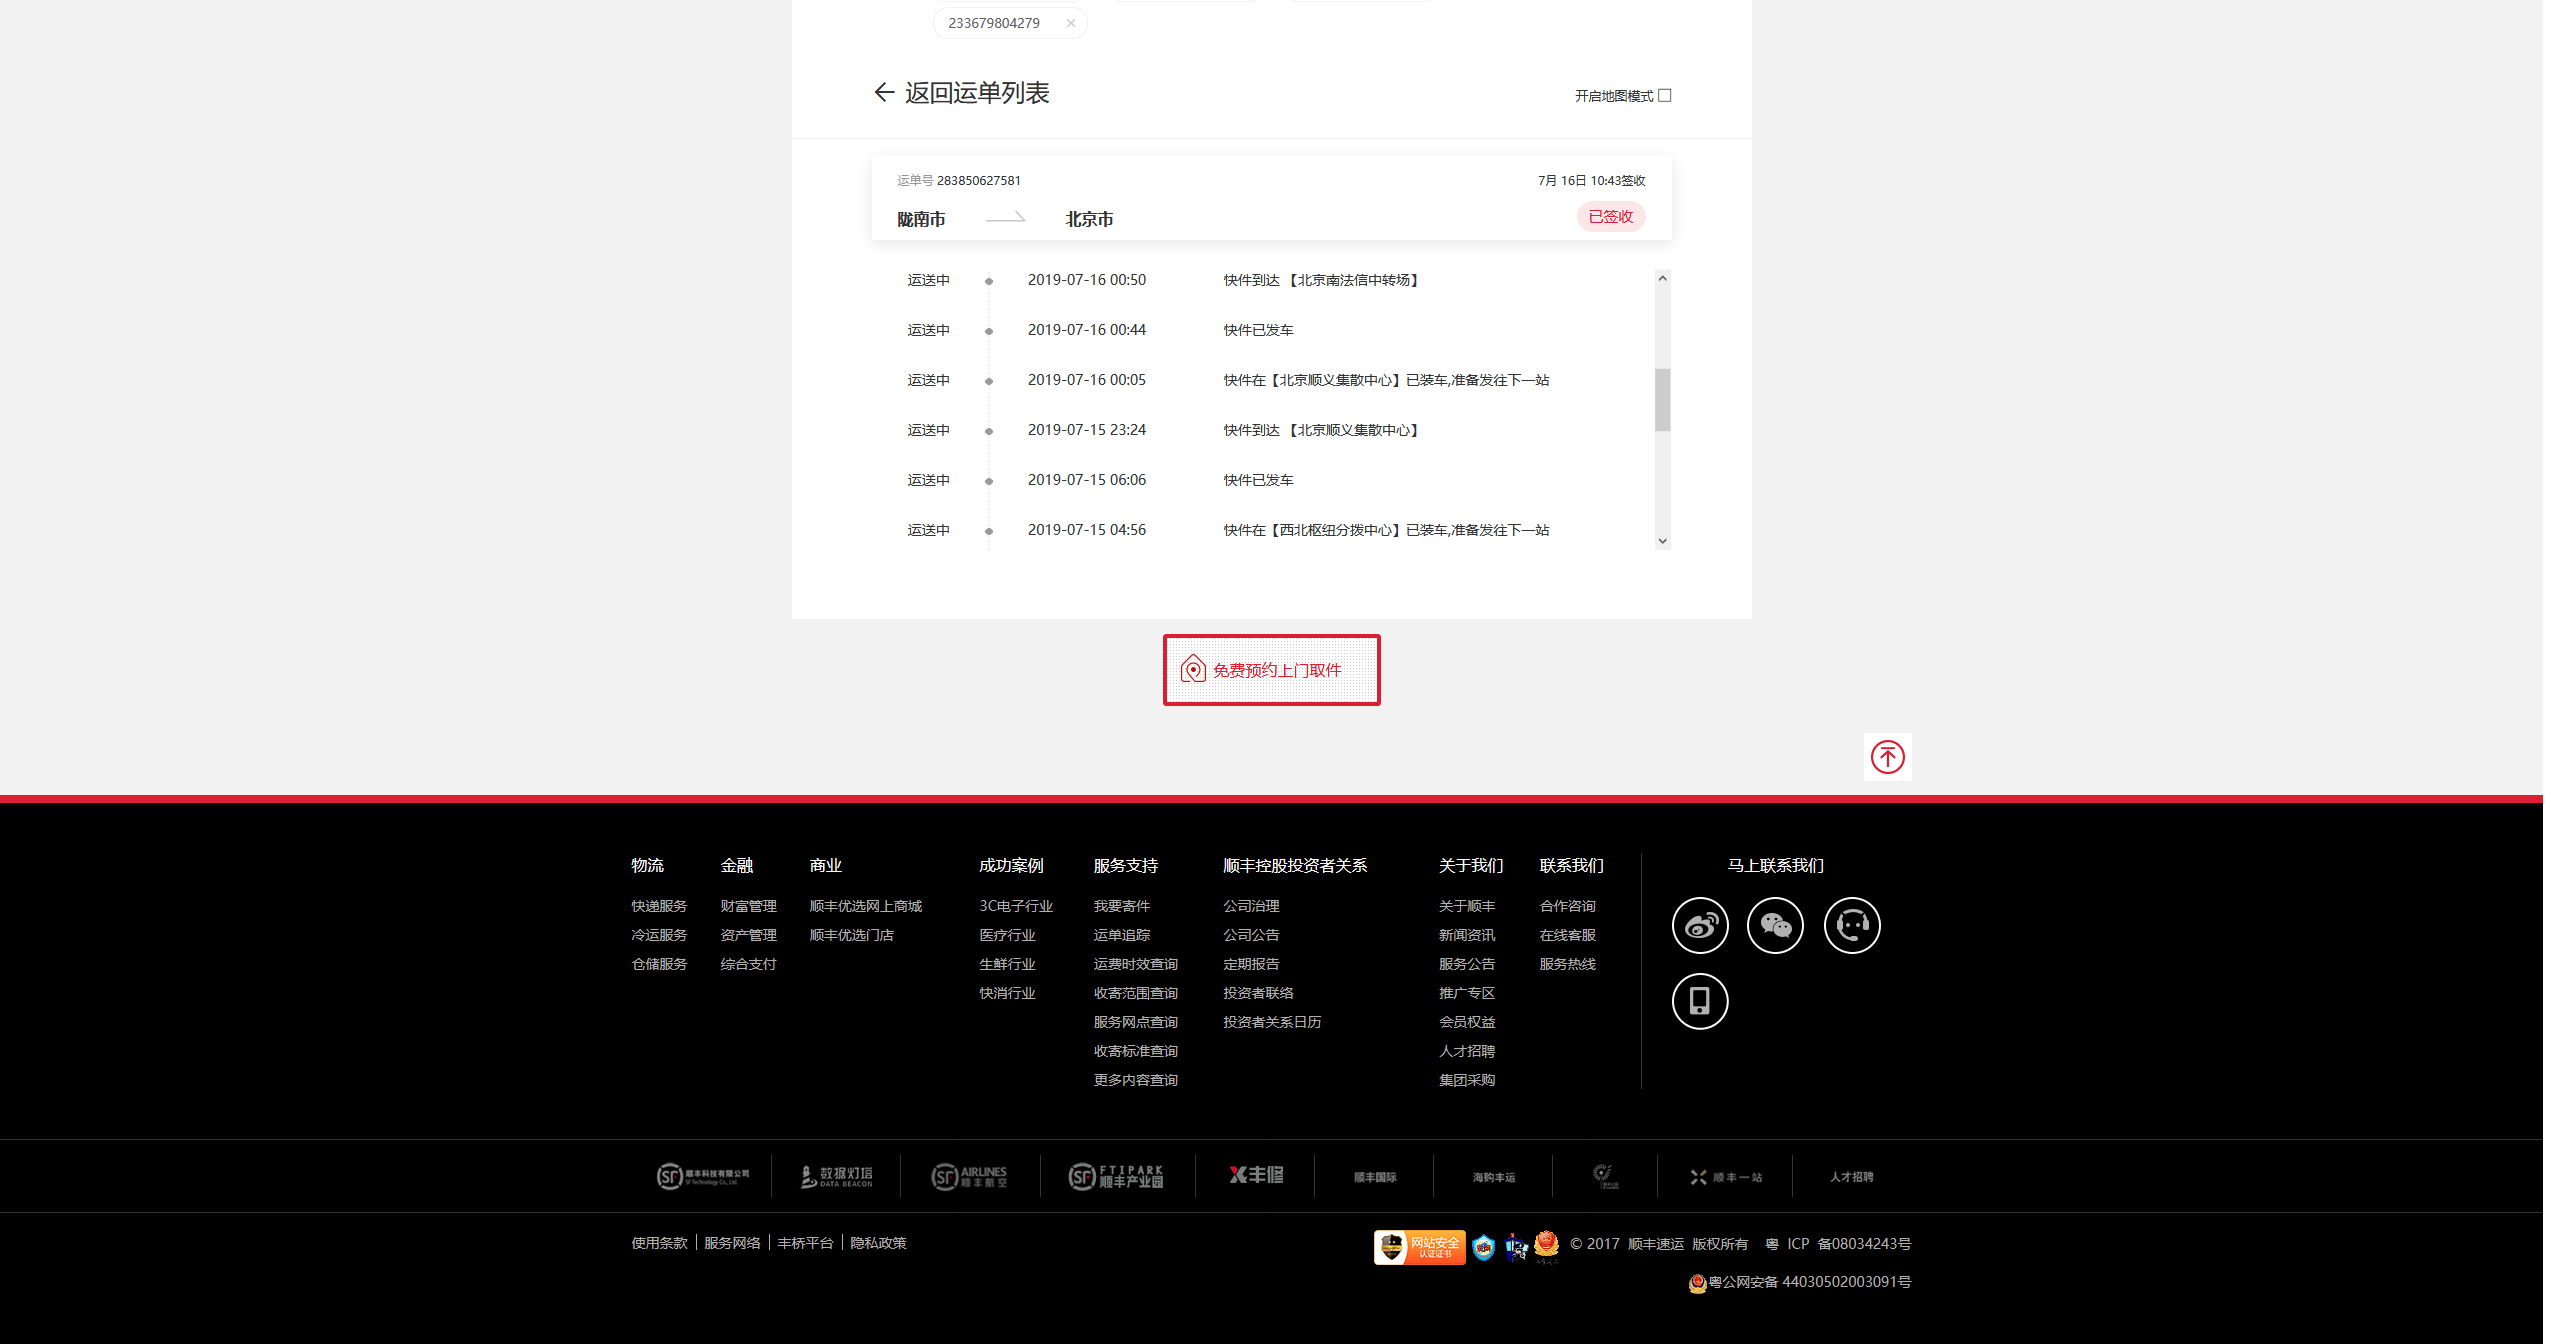 233679804279 ×
返回运单列表
开启地图模式
运单号 283850627581
7月 16日 10:43签收
陇南市 北京市
已签收
运送中 2019-07-16 00:50 快件到达 【北京南法信中转场】
运送中 2019-07-16 00:44 快件已发车
运送中 2019-07-16 00:05 快件在【北京顺义集散中心】已装车,准备发往下一站
运送中 2019-07-15 23:24 快件到达 【北京顺义集散中心】
运送中 2019-07-15 06:06 快件已发车
运送中 2019-07-15 04:56 快件在【西北枢纽分拨中心】已装车,准备发往下一站
免费预约上门取件
物流
快递服务
冷运服务
仓储服务
金融
财富管理
资产管理
综合支付
商业
顺丰优选网上商城
顺丰优选门店
成功案例
3C电子行业
医疗行业
生鲜行业
快消行业
服务支持
我要寄件
运单追踪
运费时效查询
收寄范围查询
服务网点查询
收寄标准查询
更多内容查询
顺丰控股投资者关系
公司治理
公司公告
定期报告
投资者联络
投资者关系日历
关于我们
关于顺丰
新闻资讯
服务公告
推广专区
会员权益
人才招聘
集团采购
联系我们
合作咨询
在线客服
服务热线
马上联系我们
SF 顺丰科技有限公司
SF Technology Co., Ltd.
数据灯塔
DATA BEACON
SF AIRLINES
顺丰航空
SF FTIPARK
顺丰产业园
丰修
顺丰国际
海购丰运
顺丰一站
人才招聘
使用条款 | 服务网络 | 丰桥平台 | 隐私政策
网站安全
认证证书
© 2017 顺丰速运 版权所有 粤 ICP 备08034243号
粤公网安备 44030502003091号